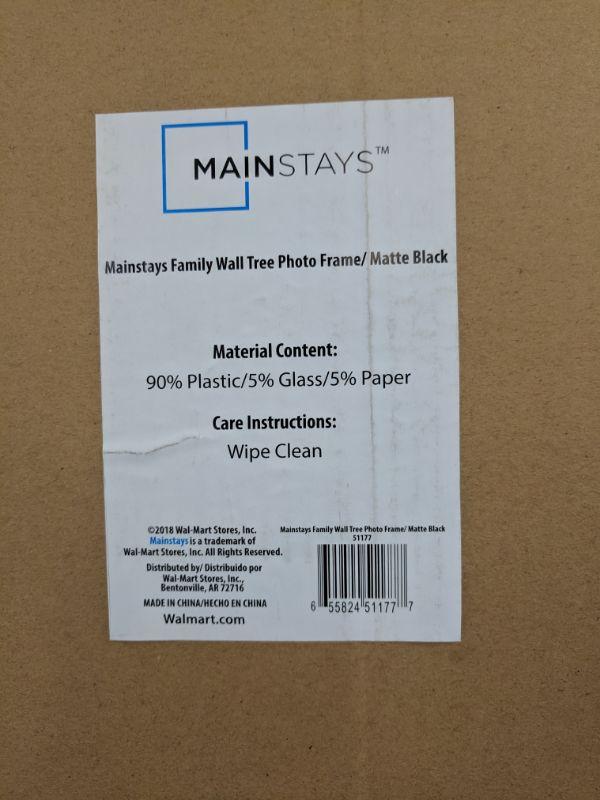 MAINSTAYS™
Mainstays Family Wall Tree Photo Frame/ Matte Black
Material Content:
90% Plastic/5% Glass/5% Paper
Care Instructions:
Wipe Clean
©2018 Wal-Mart Stores, Inc.
Mainstays is a trademark of
Wal-Mart Stores, Inc. All Rights Reserved.
Distributed by/ Distribuido por
Wal-Mart Stores, Inc.,
Bentonville, AR 72716
MADE IN CHINA/HECHO EN CHINA
Walmart.com
Mainstays Family Wall Tree Photo Frame/ Matte Black
51177
6 55824 51177 7